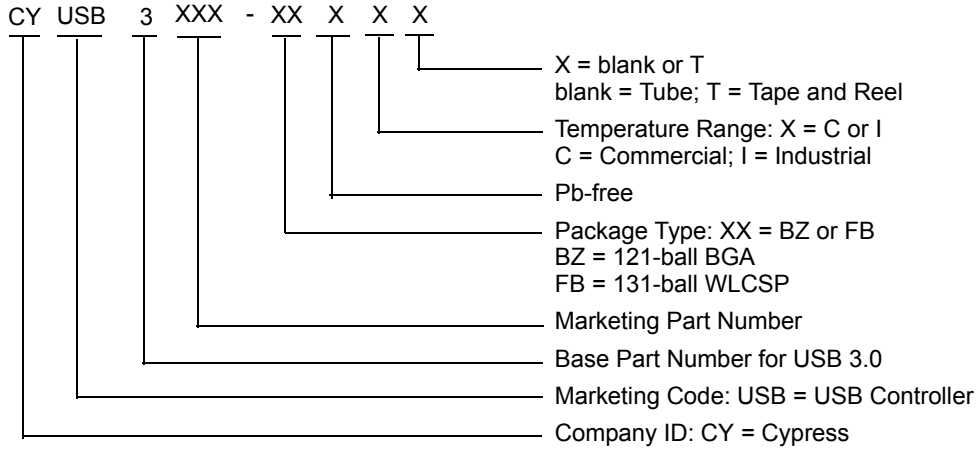 CY USB 3 XXX - XX X X X
X = blank or T
blank = Tube; T = Tape and Reel
Temperature Range: X = C or I
C = Commercial; I = Industrial
Pb-free
Package Type: XX = BZ or FB
BZ = 121-ball BGA
FB = 131-ball WLCSP
Marketing Part Number
Base Part Number for USB 3.0
Marketing Code: USB = USB Controller
Company ID: CY = Cypress